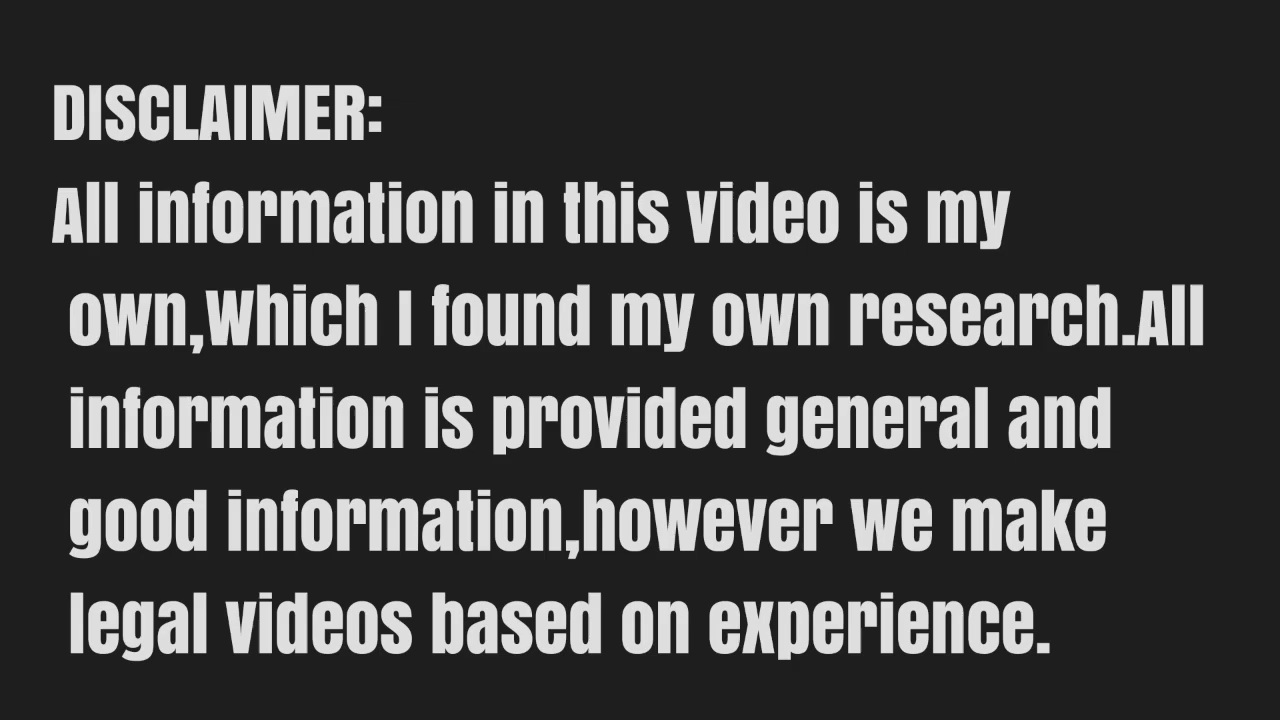 DISCLAIMER:
All information in this video is my
own,Which I found my own research.All
information is provided general and
good information,however we make
legal videos based on experience.